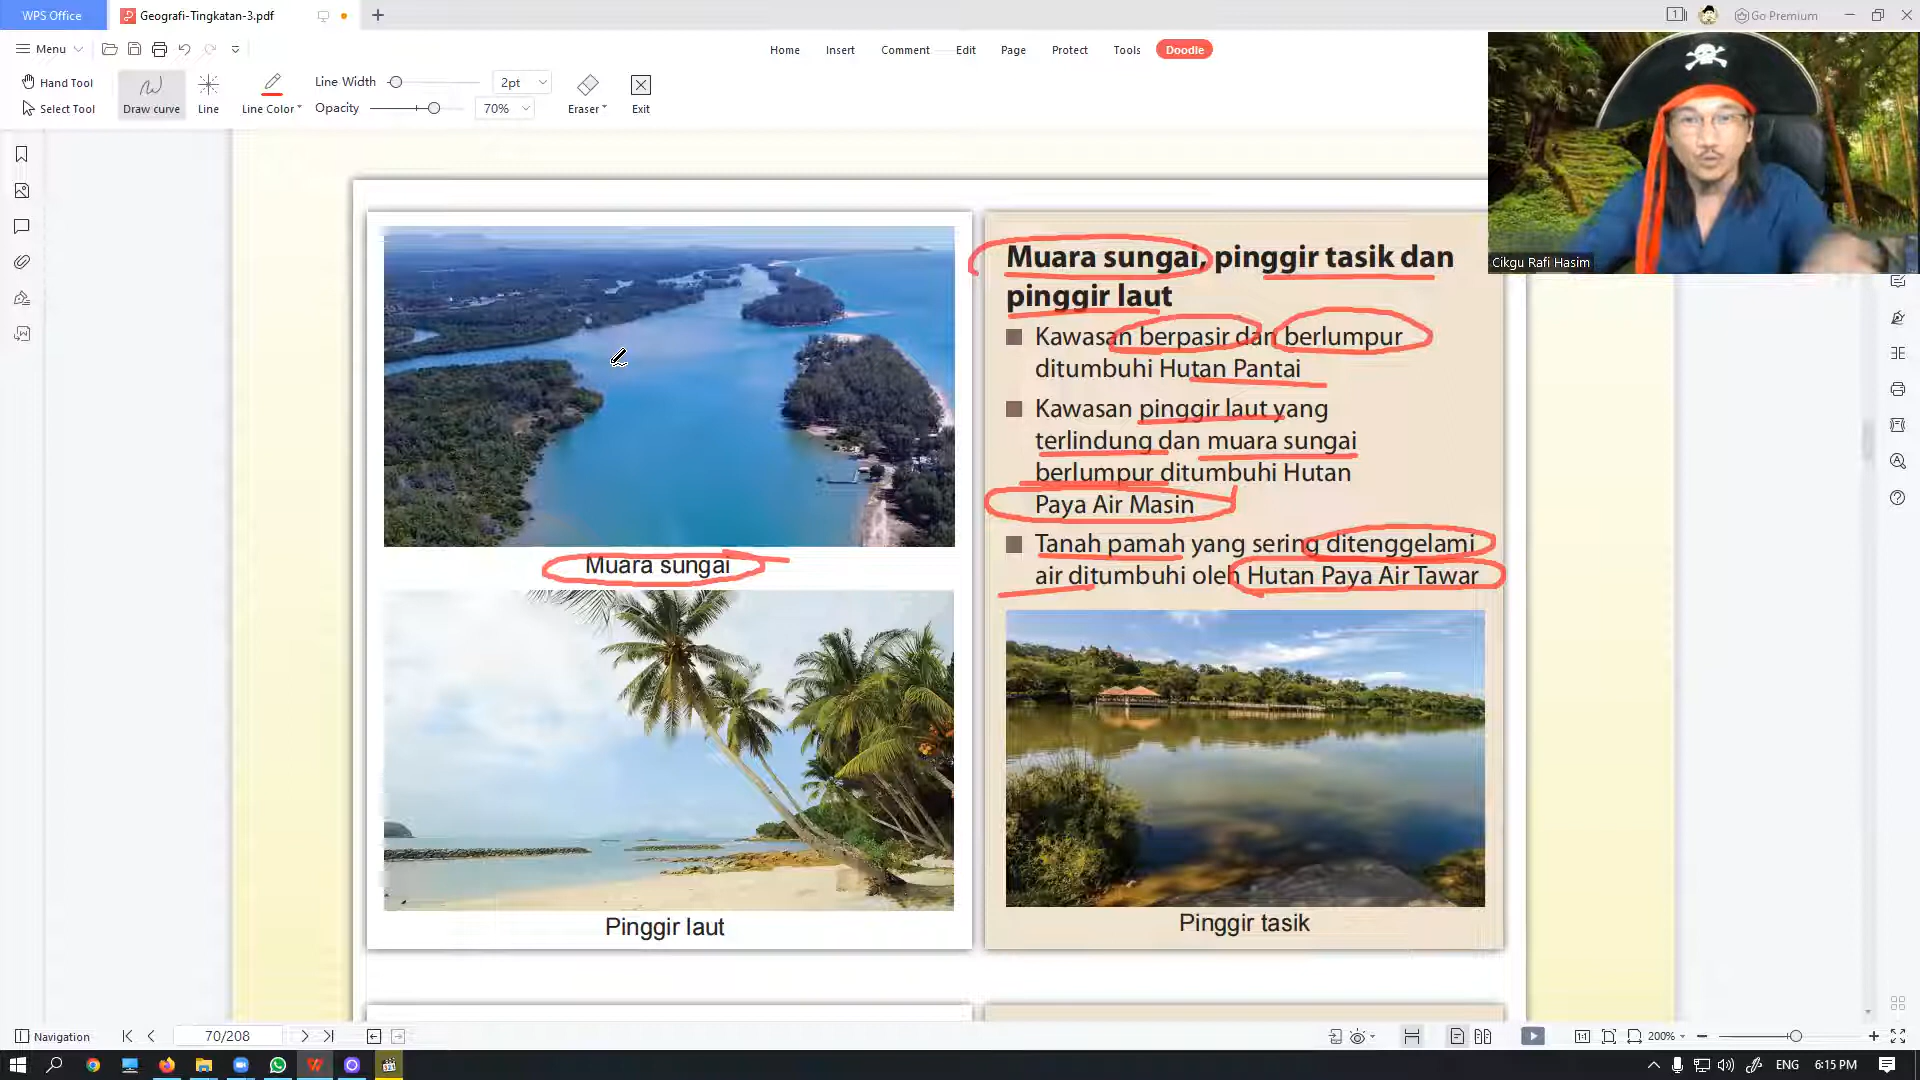 WPS Office
Geografi-Tingkatan-3.pdf
1
Go Premium
Menu
Home
Insert
Comment
Edit
Page
Protect
Tools
Doodle
Hand Tool
Select Tool
Draw curve
Line
Line Color
Line Width
2pt
Opacity
70%
Eraser
Exit
Cikgu Rafi Hasim
Muara sungai, pinggir tasik dan
pinggir laut
Kawasan berpasir dan berlumpur
ditumbuhi Hutan Pantai
Kawasan pinggir laut yang
terlindung dan muara sungai
berlumpur ditumbuhi Hutan
Paya Air Masin
Tanah pamah yang sering ditenggelami
air ditumbuhi oleh Hutan Paya Air Tawar
Muara sungai
Pinggir laut
Pinggir tasik
Navigation
70/208
1:1
200%
ENG
6:15 PM